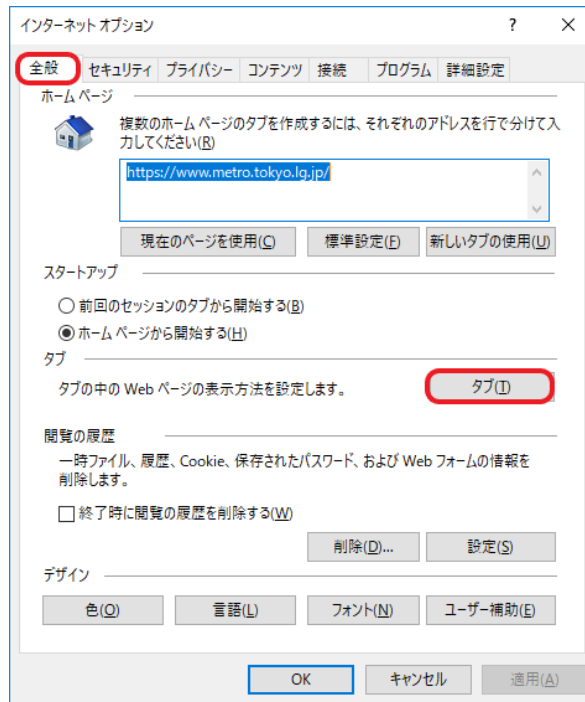 インターネット オプション ? ×
全般 セキュリティ プライバシー コンテンツ 接続 プログラム 詳細設定
ホーム ページ
複数のホーム ページのタブを作成するには、それぞれのアドレスを行で分けて入
力してください(R)
https://www.metro.tokyo.lg.jp/
現在のページを使用(C) 標準設定(F) 新しいタブの使用(U)
スタートアップ
前回のセッションのタブから開始する(B)
ホーム ページから開始する(H)
タブ
タブの中の Web ページの表示方法を設定します。 タブ(T)
閲覧の履歴
一時ファイル、履歴、Cookie、保存されたパスワード、および Web フォームの情報を
削除します。
終了時に閲覧の履歴を削除する(W)
削除(D)... 設定(S)
デザイン
色(O) 言語(L) フォント(N) ユーザー補助(E)
OK キャンセル 適用(A)